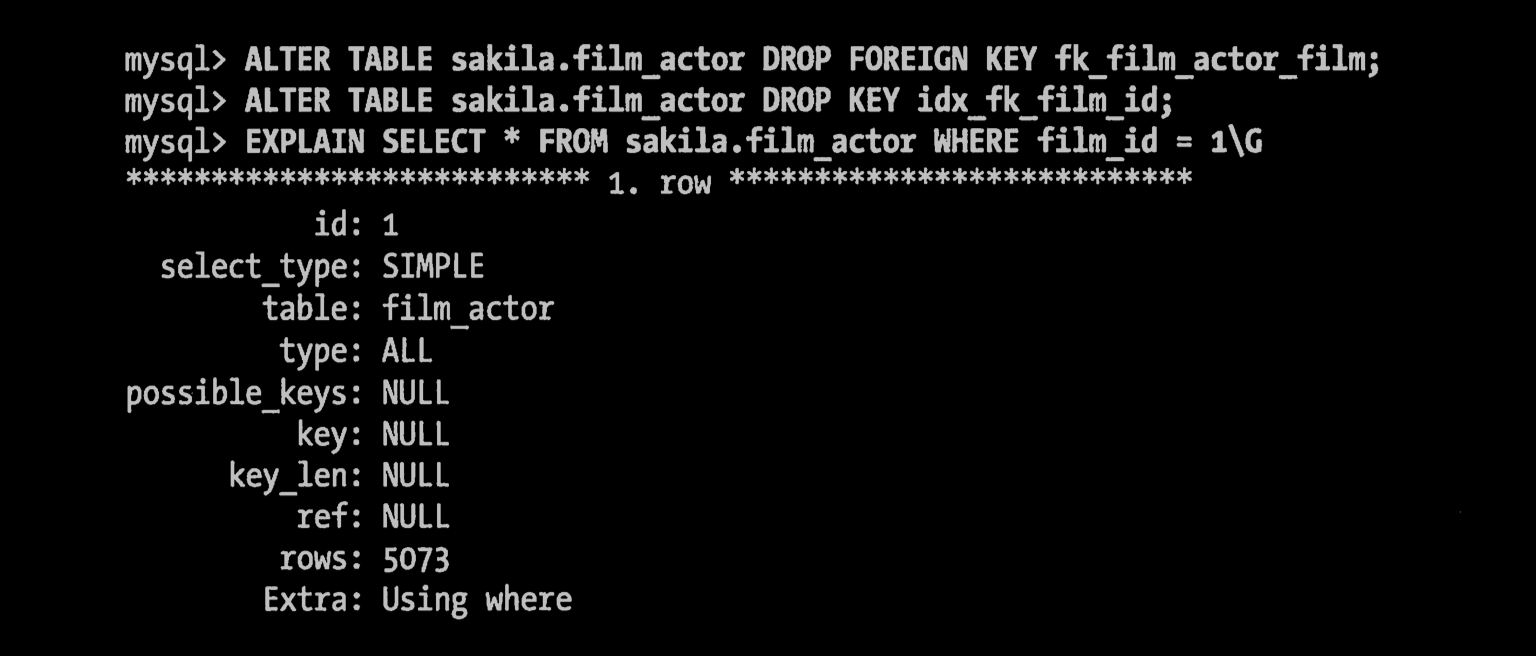 mysql> ALTER TABLE sakila.film_actor DROP FOREIGN KEY fk_film_actor_film;
mysql> ALTER TABLE sakila.film_actor DROP KEY idx_fk_film_id;
mysql> EXPLAIN SELECT * FROM sakila.film_actor WHERE film_id = 1\G
*************************** 1. row ***************************
id: 1
select_type: SIMPLE
table: film_actor
type: ALL
possible_keys: NULL
key: NULL
key_len: NULL
ref: NULL
rows: 5073
Extra: Using where